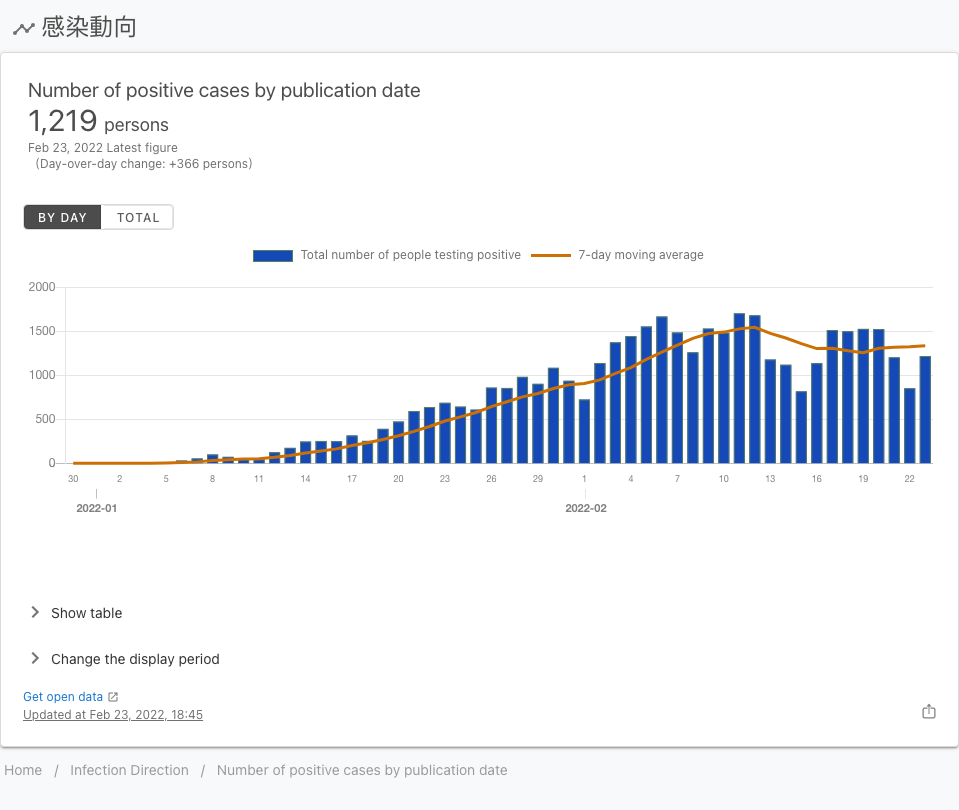 感染動向
Number of positive cases by publication date
1,219 persons
Feb 23, 2022 Latest figure
(Day-over-day change: +366 persons)
BY DAY TOTAL
Total number of people testing positive 7-day moving average
2000
1500
1000
500
0
30 2 5 8 11 14 17 20 23 26 29 1 4 7 10 13 16 19 22
2022-01 2022-02
Show table
Change the display period
Get open data
Updated at Feb 23, 2022, 18:45
Home / Infection Direction / Number of positive cases by publication date